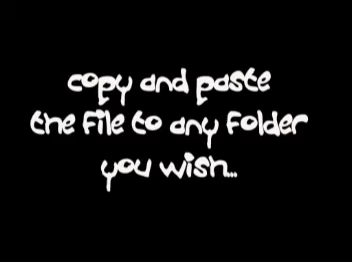 copy and paste
the file to any folder
you wish...